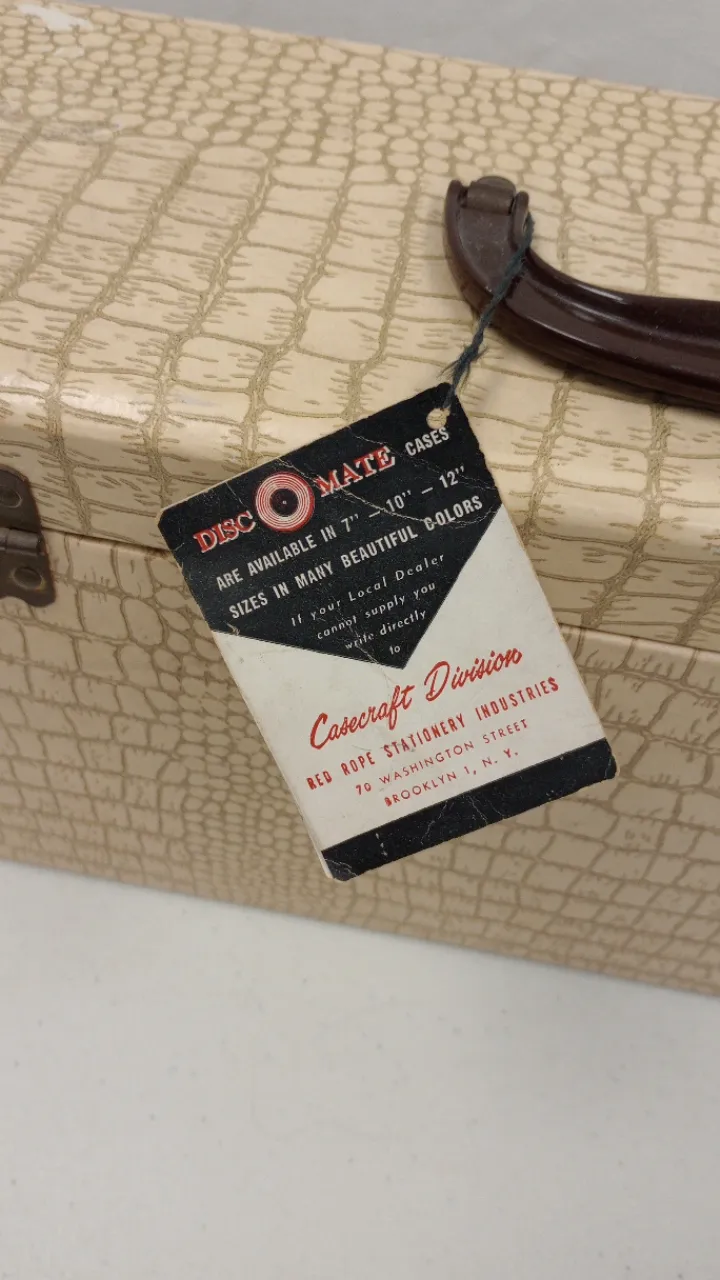 DISC O MATE CASES
ARE AVAILABLE IN 7" — 10" — 12"
SIZES IN MANY BEAUTIFUL COLORS
If your Local Dealer
cannot supply you
write directly
to
Casecraft Division
RED ROPE STATIONERY INDUSTRIES
70 WASHINGTON STREET
BROOKLYN 1, N. Y.